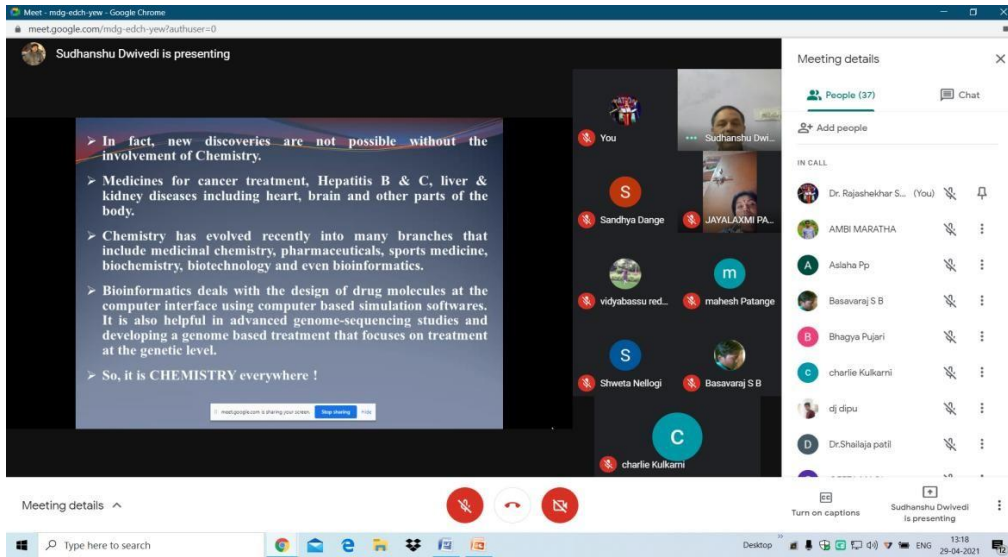 Meet - mdg-edch-yew - Google Chrome
meet.google.com/mdg-edch-yew?authuser=0
Sudhanshu Dwivedi is presenting
➢ In fact, new discoveries are not possible without the
involvement of Chemistry.
➢ Medicines for cancer treatment, Hepatitis B & C, liver &
kidney diseases including heart, brain and other parts of the
body.
➢ Chemistry has evolved recently into many branches that
include medicinal chemistry, pharmaceuticals, sports medicine,
biochemistry, biotechnology and even bioinformatics.
➢ Bioinformatics deals with the design of drug molecules at the
computer interface using computer based simulation softwares.
It is also helpful in advanced genome-sequencing studies and
developing a genome based treatment that focuses on treatment
at the genetic level.
➢ So, it is CHEMISTRY everywhere !
meet.google.com is sharing your screen. Stop sharing Hide
You
Sudhanshu Dwi...
S
Sandhya Dange
JAYALAXMI PA...
vidyabassu red...
m
mahesh Patange
S
Shweta Nellogi
Basavaraj S B
C
charlie Kulkarni
Meeting details
People (37)
Chat
Add people
IN CALL
Dr. Rajashekhar S... (You)
AMBI MARATHA
A
Aslaha Pp
Basavaraj S B
B
Bhagya Pujari
c
charlie Kulkarni
dj dipu
D
Dr.Shailaja patil
Meeting details
cc
Turn on captions
Sudhanshu Dwivedi
is presenting
Type here to search
Desktop
ENG
13:18
29-04-2021